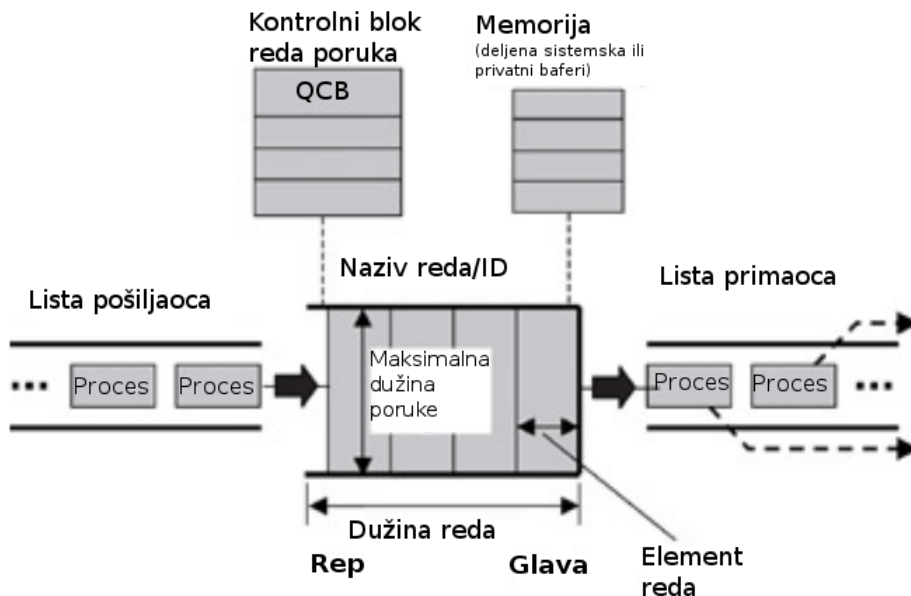 Kontrolni blok
reda poruka
QCB
Memorija
(deljena sistemska ili
privatni baferi)
Naziv reda/ID
Lista pošiljaoca
Lista primaoca
Proces
Proces
Maksimalna
dužina
poruke
Proces
Proces
Dužina reda
Rep
Glava
Element
reda